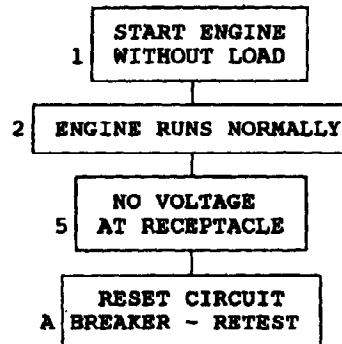 START ENGINE
1 WITHOUT LOAD
2 ENGINE RUNS NORMALLY
NO VOLTAGE
5 AT RECEPTACLE
RESET CIRCUIT
A BREAKER - RETEST